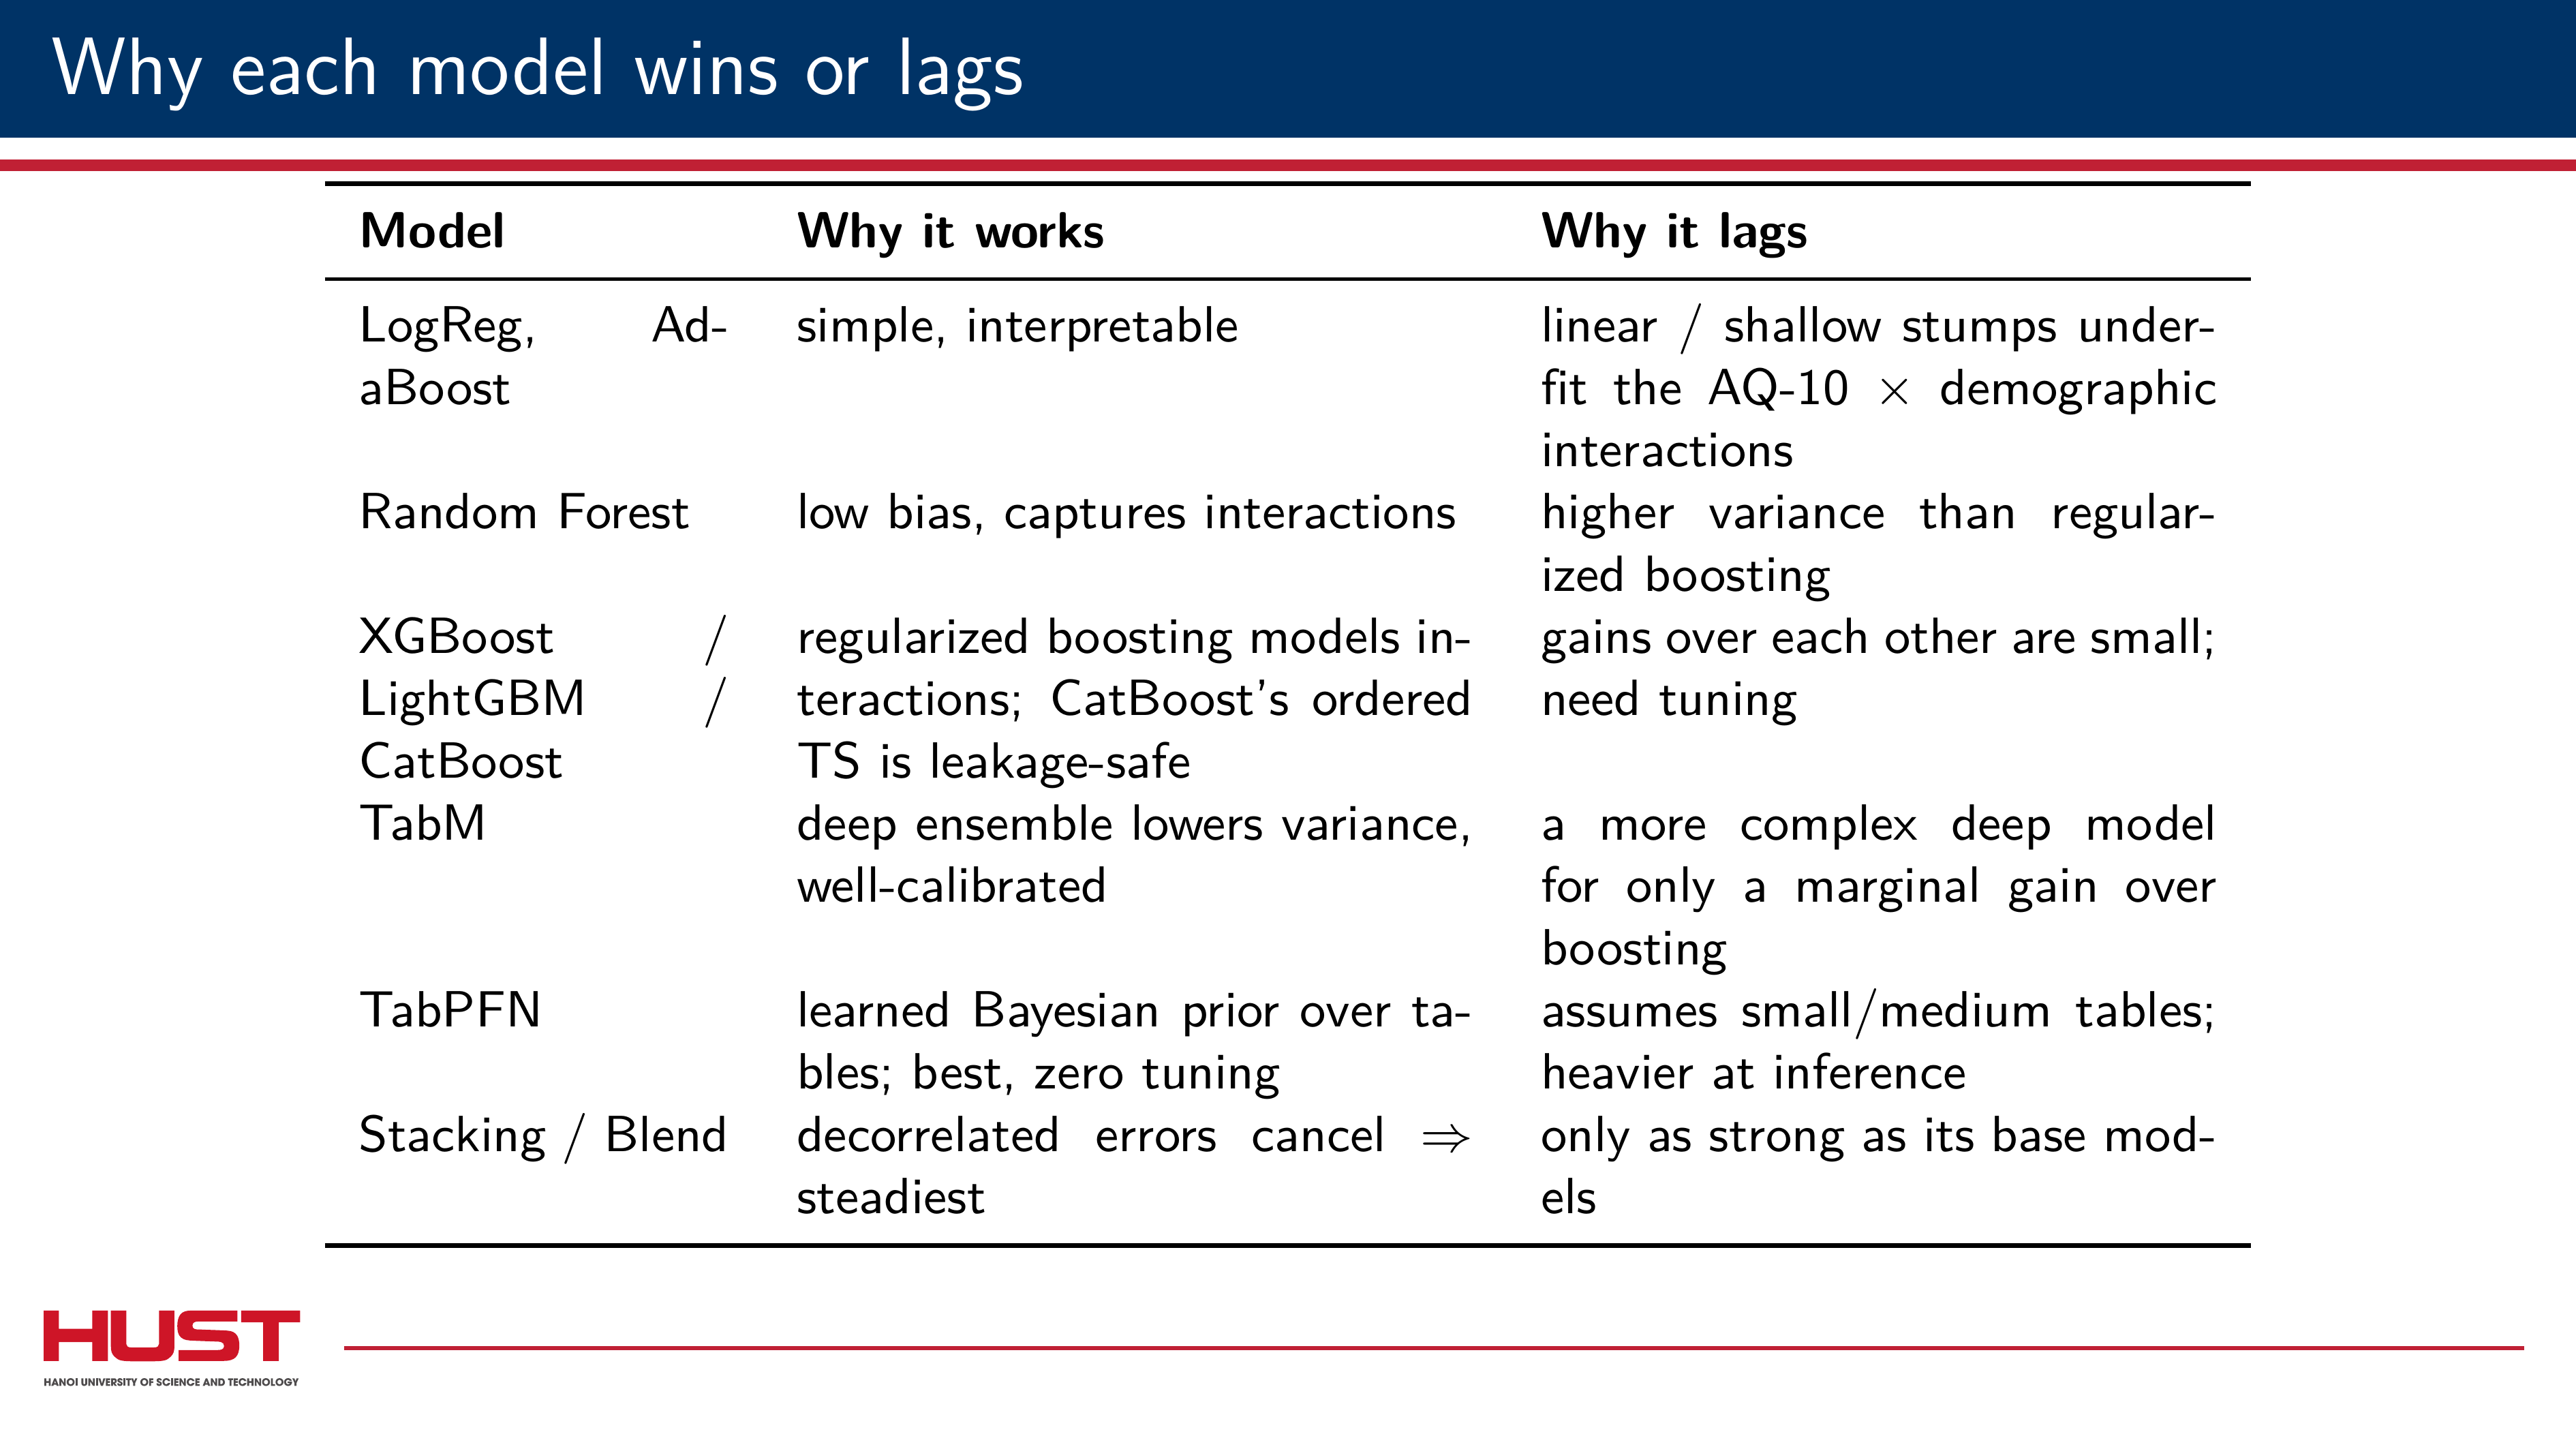 Why each model wins or lags
Model Why it works Why it lags
LogReg, Ad- simple, interpretable linear / shallow stumps under-
aBoost fit the AQ-10 × demographic
interactions
Random Forest low bias, captures interactions higher variance than regular-
ized boosting
XGBoost / regularized boosting models in- gains over each other are small;
LightGBM / teractions; CatBoost's ordered need tuning
CatBoost TS is leakage-safe
TabM deep ensemble lowers variance, a more complex deep model
well-calibrated for only a marginal gain over
boosting
TabPFN learned Bayesian prior over ta- assumes small/medium tables;
bles; best, zero tuning heavier at inference
Stacking / Blend decorrelated errors cancel ⇒ only as strong as its base mod-
steadiest els
HUST
HANOI UNIVERSITY OF SCIENCE AND TECHNOLOGY